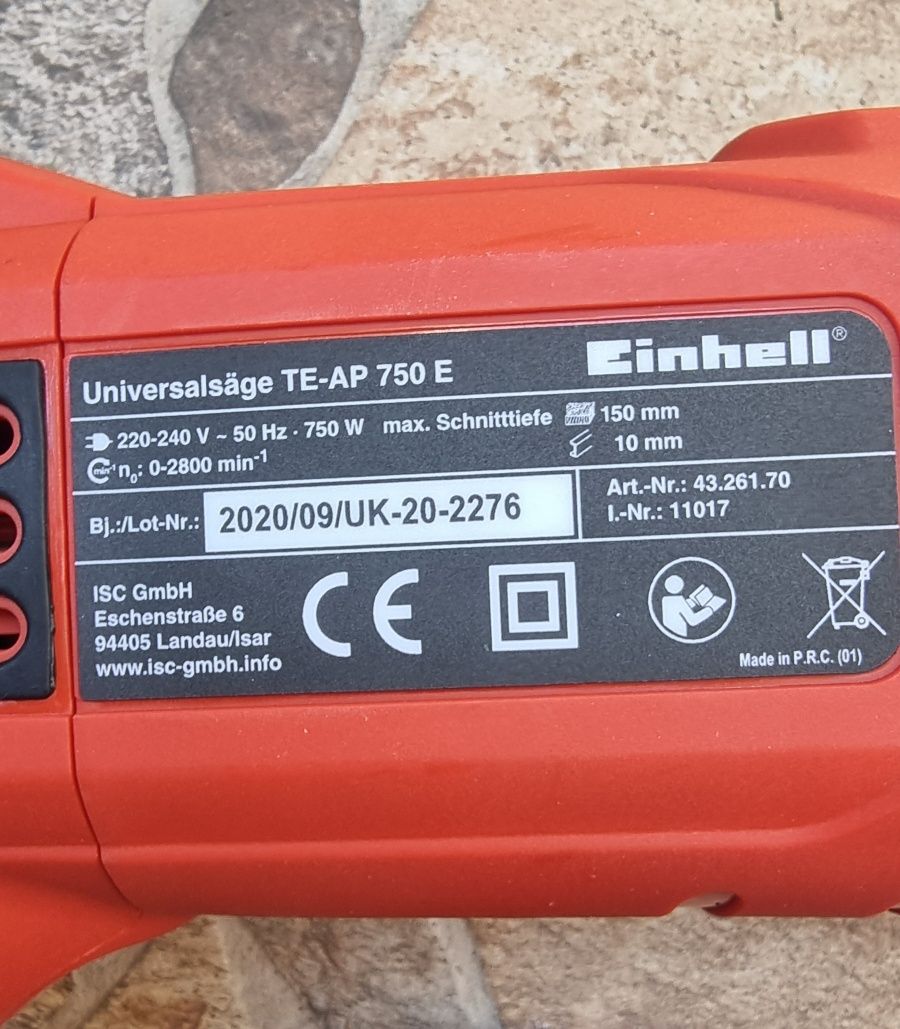 Universalsäge TE-AP 750 E
Einhell®
220-240 V ~ 50 Hz · 750 W max. Schnitttiefe 150 mm
min⁻¹ n₀: 0-2800 min⁻¹ 10 mm
Bj.:/Lot-Nr.: 2020/09/UK-20-2276
Art.-Nr.: 43.261.70
I.-Nr.: 11017
ISC GmbH
Eschenstraße 6
94405 Landau/Isar
www.isc-gmbh.info
CE
Made in P.R.C. (01)